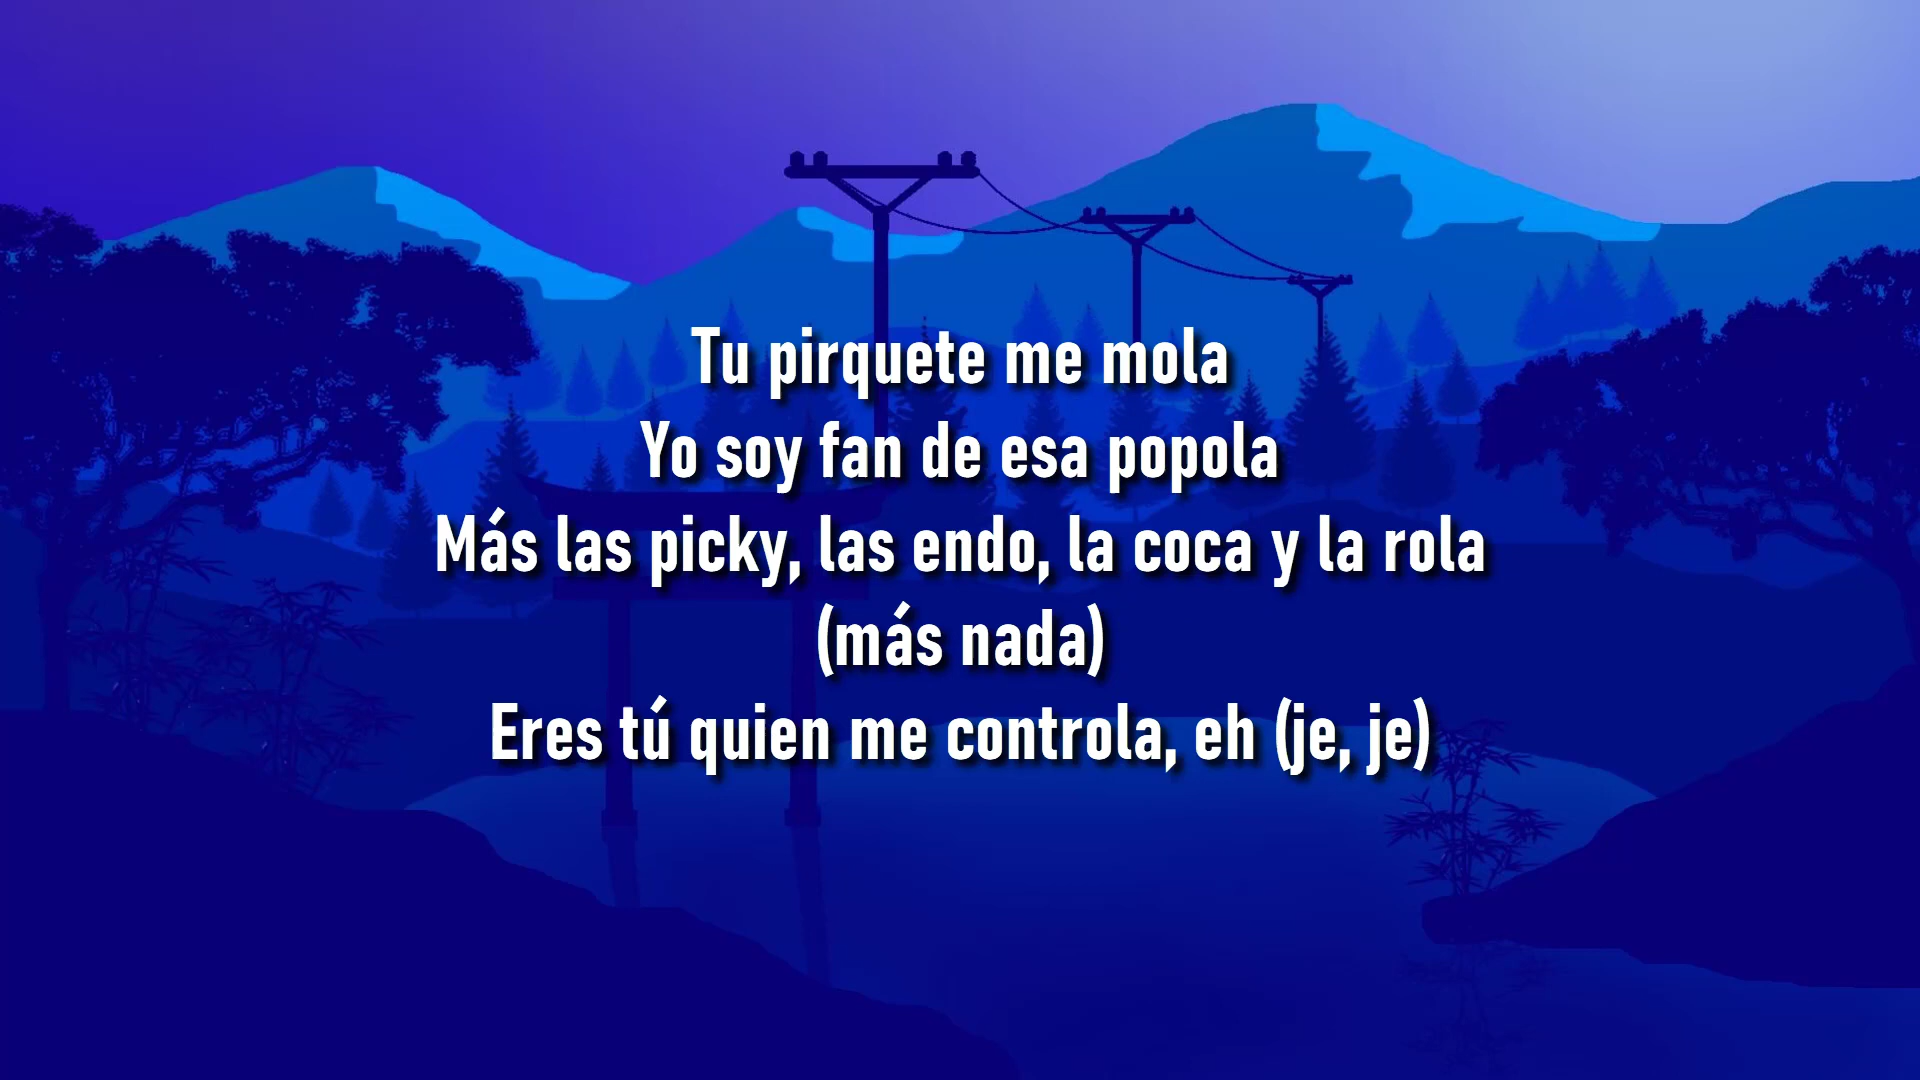 Tu pirquete me mola
Yo soy fan de esa popola
Más las picky, las endo, la coca y la rola
(más nada)
Eres tú quien me controla, eh (je, je)